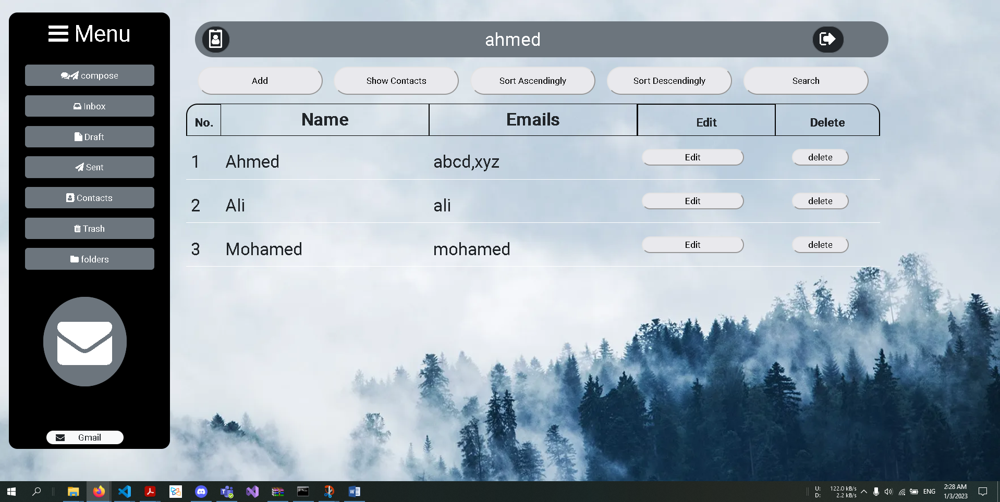 Menu
compose
Inbox
Draft
Sent
Contacts
Trash
folders
Gmail
ahmed
Add Show Contacts Sort Ascendingly Sort Descendingly Search
No. Name Emails Edit Delete
1 Ahmed abcd,xyz Edit delete
2 Ali ali Edit delete
3 Mohamed mohamed Edit delete
U: 122.0 kB/s
D: 2.2 kB/s
ENG
2:28 AM
1/3/2023